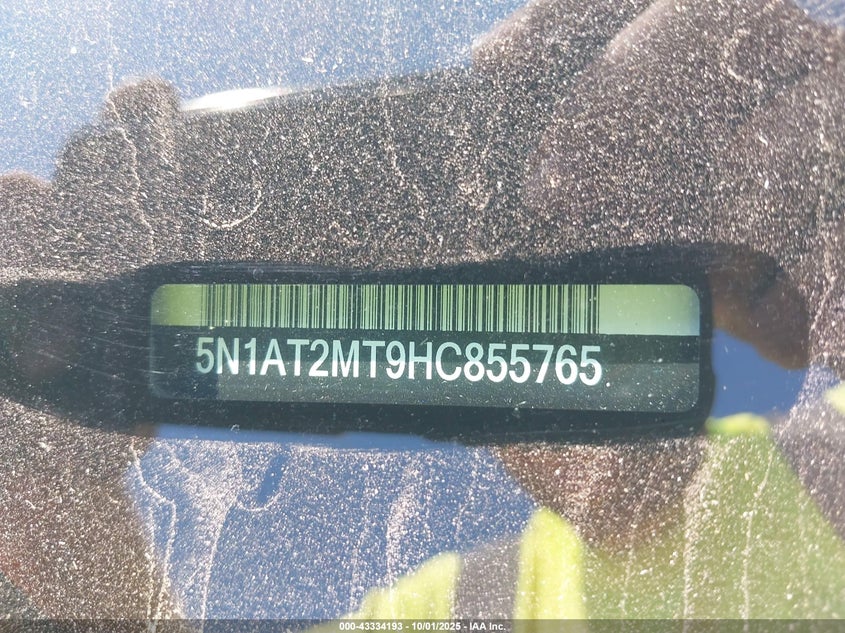 5N1AT2MT9HC855765
000-43334193 - 10/01/2025 - IAA Inc.